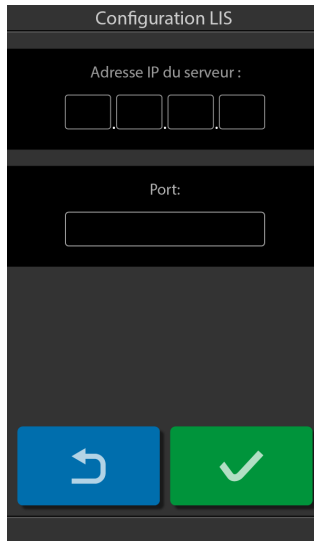 Configuration LIS
Adresse IP du serveur :
. . .
Port: